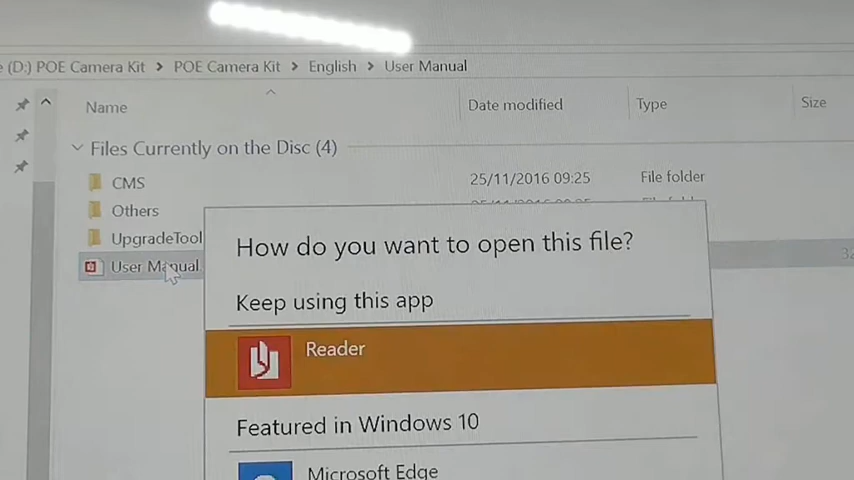 e (D:) POE Camera Kit > POE Camera Kit > English > User Manual
Name Date modified Type Size
Files Currently on the Disc (4)
CMS 25/11/2016 09:25 File folder
Others
UpgradeTool
User Manual
How do you want to open this file?
Keep using this app
Reader
Featured in Windows 10
Microsoft Edge